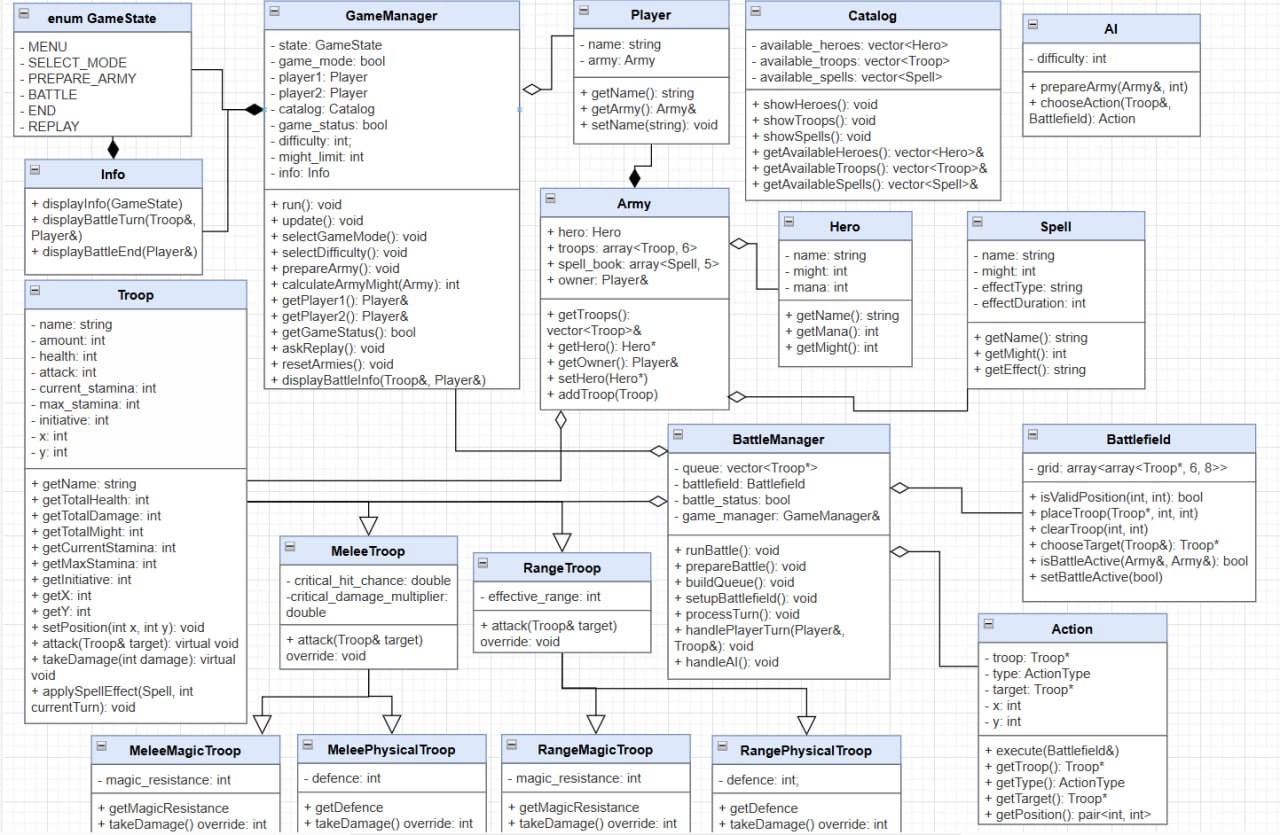 enum GameState
- MENU
- SELECT_MODE
- PREPARE_ARMY
- BATTLE
- END
- REPLAY
GameManager
- state: GameState
- game_mode: bool
- player1: Player
- player2: Player
- catalog: Catalog
- game_status: bool
- difficulty: int;
- might_limit: int
- info: Info
+ run(): void
+ update(): void
+ selectGameMode(): void
+ selectDifficulty(): void
+ prepareArmy(): void
+ calculateArmyMight(Army): int
+ getPlayer1(): Player&
+ getPlayer2(): Player&
+ getGameStatus(): bool
+ askReplay(): void
+ resetArmies(): void
+ displayBattleInfo(Troop&, Player&)
Player
- name: string
- army: Army
+ getName(): string
+ getArmy(): Army&
+ setName(string): void
Catalog
- available_heroes: vector<Hero>
- available_troops: vector<Troop>
- available_spells: vector<Spell>
+ showHeroes(): void
+ showTroops(): void
+ showSpells(): void
+ getAvailableHeroes(): vector<Hero>&
+ getAvailableTroops(): vector<Troop>&
+ getAvailableSpells(): vector<Spell>&
AI
- difficulty: int
+ prepareArmy(Army&, int)
+ chooseAction(Troop&,
Battlefield): Action
Info
+ displayInfo(GameState)
+ displayBattleTurn(Troop&,
Player&)
+ displayBattleEnd(Player&)
Army
+ hero: Hero
+ troops: array<Troop, 6>
+ spell_book: array<Spell, 5>
+ owner: Player&
+ getTroops():
vector<Troop>&
+ getHero(): Hero*
+ getOwner(): Player&
+ setHero(Hero*)
+ addTroop(Troop)
Hero
- name: string
- might: int
- mana: int
+ getName(): string
+ getMana(): int
+ getMight(): int
Spell
- name: string
- might: int
- effectType: string
- effectDuration: int
+ getName(): string
+ getMight(): int
+ getEffect(): string
Troop
- name: string
- amount: int
- health: int
- attack: int
- current_stamina: int
- max_stamina: int
- initiative: int
- x: int
- y: int
+ getName: string
+ getTotalHealth: int
+ getTotalDamage: int
+ getTotalMight: int
+ getCurrentStamina: int
+ getMaxStamina: int
+ getInitiative: int
+ getX: int
+ getY: int
+ setPosition(int x, int y): void
+ attack(Troop& target): virtual void
+ takeDamage(int damage): virtual
void
+ applySpellEffect(Spell, int
currentTurn): void
BattleManager
- queue: vector<Troop*>
- battlefield: Battlefield
- battle_status: bool
- game_manager: GameManager&
+ runBattle(): void
+ prepareBattle(): void
+ buildQueue(): void
+ setupBattlefield(): void
+ processTurn(): void
+ handlePlayerTurn(Player&,
Troop&): void
+ handleAI(): void
Battlefield
- grid: array<array<Troop*, 6, 8>>
+ isValidPosition(int, int): bool
+ placeTroop(Troop*, int, int)
+ clearTroop(int, int)
+ chooseTarget(Troop&): Troop*
+ isBattleActive(Army&, Army&): bool
+ setBattleActive(bool)
MeleeTroop
- critical_hit_chance: double
-critical_damage_multiplier:
double
+ attack(Troop& target)
override: void
RangeTroop
- effective_range: int
+ attack(Troop& target)
override: void
Action
- troop: Troop*
- type: ActionType
- target: Troop*
- x: int
- y: int
+ execute(Battlefield&)
+ getTroop(): Troop*
+ getType(): ActionType
+ getTarget(): Troop*
+ getPosition(): pair<int, int>
MeleeMagicTroop
- magic_resistance: int
+ getMagicResistance
+ takeDamage() override: int
MeleePhysicalTroop
- defence: int
+ getDefence
+ takeDamage() override: int
RangeMagicTroop
- magic_resistance: int
+ getMagicResistance
+ takeDamage() override: int
RangePhysicalTroop
- defence: int;
+ getDefence
+ takeDamage() override: int